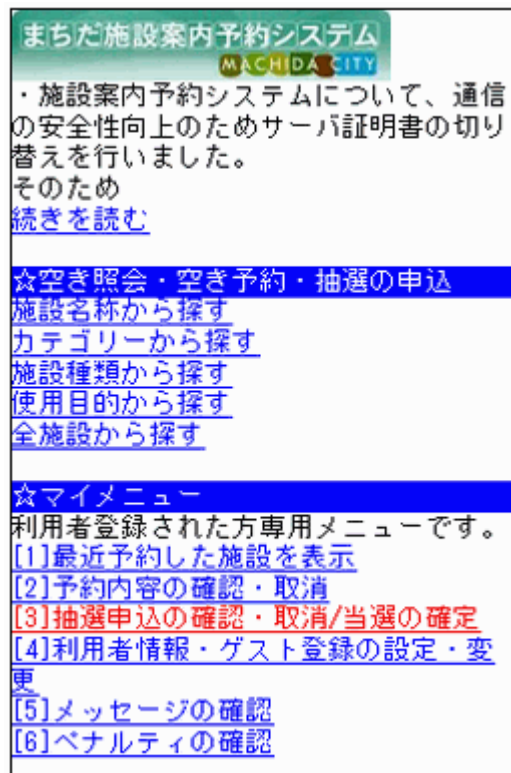 まちだ施設案内予約システム
MACHIDA CITY
・施設案内予約システムについて、通信
の安全性向上のためサーバ証明書の切り
替えを行いました。
そのため
続きを読む
☆空き照会・空き予約・抽選の申込
施設名称から探す
カテゴリーから探す
施設種類から探す
使用目的から探す
全施設から探す
☆マイメニュー
利用者登録された方専用メニューです。
[1]最近予約した施設を表示
[2]予約内容の確認・取消
[3]抽選申込の確認・取消/当選の確定
[4]利用者情報・ゲスト登録の設定・変
更
[5]メッセージの確認
[6]ペナルティの確認